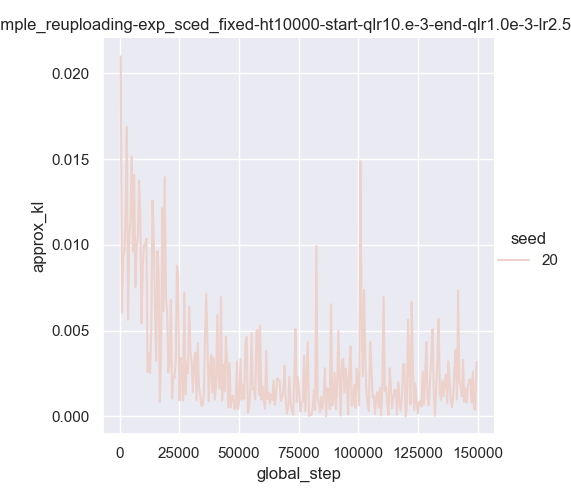 mple_reuploading-exp_sced_fixed-ht10000-start-qlr10.e-3-end-qlr1.0e-3-lr2.5
0.020
0.015
0.010
0.005
0.000
approx_kl
0 25000 50000 75000 100000 125000 150000
global_step
seed
20